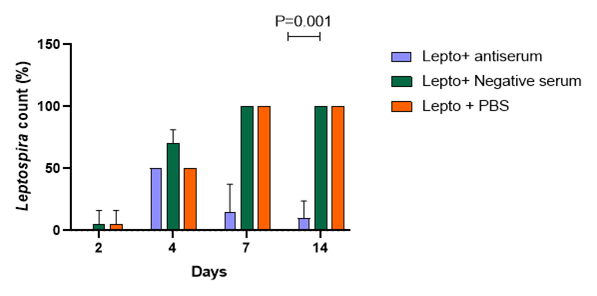 P=0.001
150
100
50
0
Leptospira count (%)
2 4 7 14
Days
Lepto+ antiserum
Lepto+ Negative serum
Lepto + PBS